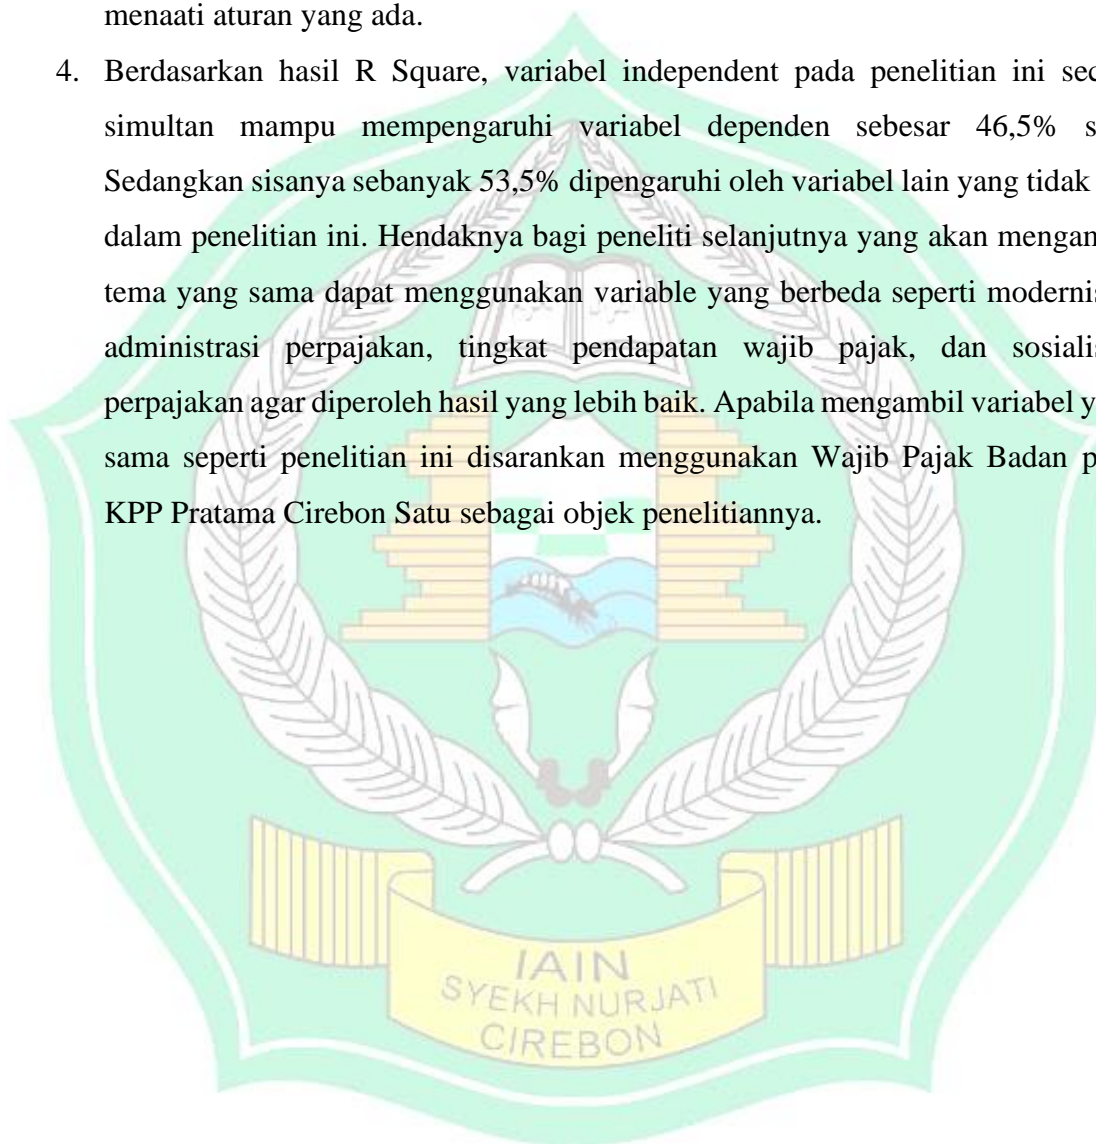 menaati aturan yang ada.
4. Berdasarkan hasil R Square, variabel independent pada penelitian ini
simultan mampu mempengaruhi variabel dependen sebesar 46,5%
Sedangkan sisanya sebanyak 53,5% dipengaruhi oleh variabel lain yang tidak
dalam penelitian ini. Hendaknya bagi peneliti selanjutnya yang akan
tema yang sama dapat menggunakan variable yang berbeda seperti
administrasi perpajakan, tingkat pendapatan wajib pajak, dan
perpajakan agar diperoleh hasil yang lebih baik. Apabila mengambil variabel
sama seperti penelitian ini disarankan menggunakan Wajib Pajak Badan
KPP Pratama Cirebon Satu sebagai objek penelitiannya.
IAIN
SYEKH NURJATI
CIREBON